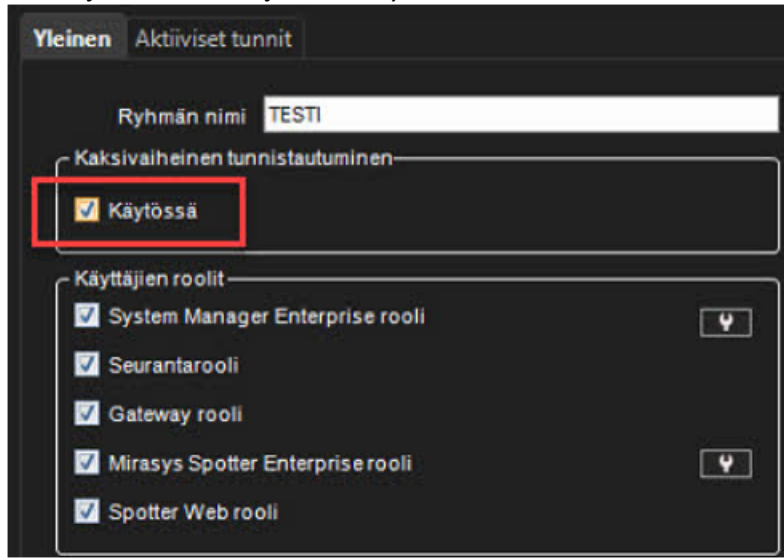 Yleinen Aktiiviset tunnit
Ryhmän nimi TESTI
Kaksivaiheinen tunnistautuminen
Käytössä
Käyttäjien roolit
System Manager Enterprise rooli
Seurantarooli
Gateway rooli
Mirasys Spotter Enterprise rooli
Spotter Web rooli